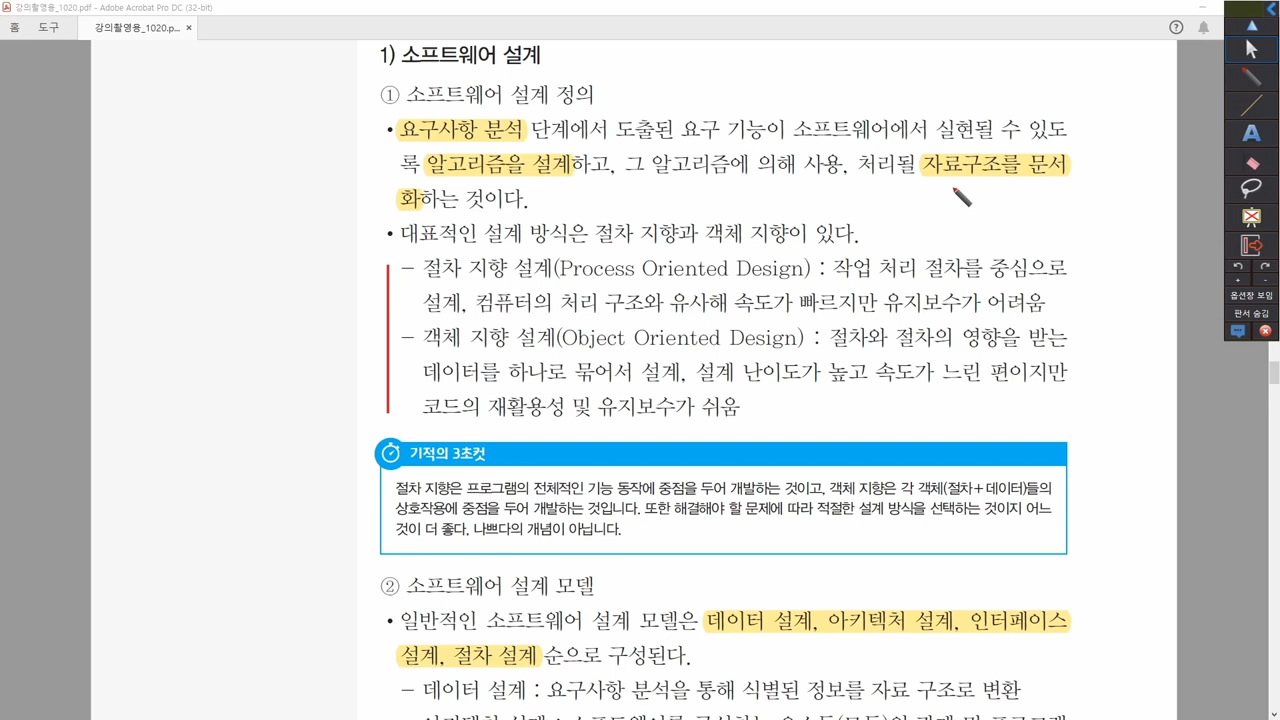 강의촬영용_1020.pdf - Adobe Acrobat Pro DC (32-bit)
홈 도구 강의촬영용_1020.p... ×
1) 소프트웨어 설계
① 소프트웨어 설계 정의
• 요구사항 분석 단계에서 도출된 요구 기능이 소프트웨어에서 실현될 수 있도
록 알고리즘을 설계하고, 그 알고리즘에 의해 사용, 처리될 자료구조를 문서
화하는 것이다.
• 대표적인 설계 방식은 절차 지향과 객체 지향이 있다.
– 절차 지향 설계(Process Oriented Design) : 작업 처리 절차를 중심으로
설계, 컴퓨터의 처리 구조와 유사해 속도가 빠르지만 유지보수가 어려움
– 객체 지향 설계(Object Oriented Design) : 절차와 절차의 영향을 받는
데이터를 하나로 묶어서 설계, 설계 난이도가 높고 속도가 느린 편이지만
코드의 재활용성 및 유지보수가 쉬움
기적의 3초컷
절차 지향은 프로그램의 전체적인 기능 동작에 중점을 두어 개발하는 것이고, 객체 지향은 각 객체(절차+데이터)들의
상호작용에 중점을 두어 개발하는 것입니다. 또한 해결해야 할 문제에 따라 적절한 설계 방식을 선택하는 것이지 어느
것이 더 좋다, 나쁘다의 개념이 아닙니다.
② 소프트웨어 설계 모델
• 일반적인 소프트웨어 설계 모델은 데이터 설계, 아키텍처 설계, 인터페이스
설계, 절차 설계 순으로 구성된다.
– 데이터 설계 : 요구사항 분석을 통해 식별된 정보를 자료 구조로 변환
A
옵션창 보임
판서 숨김